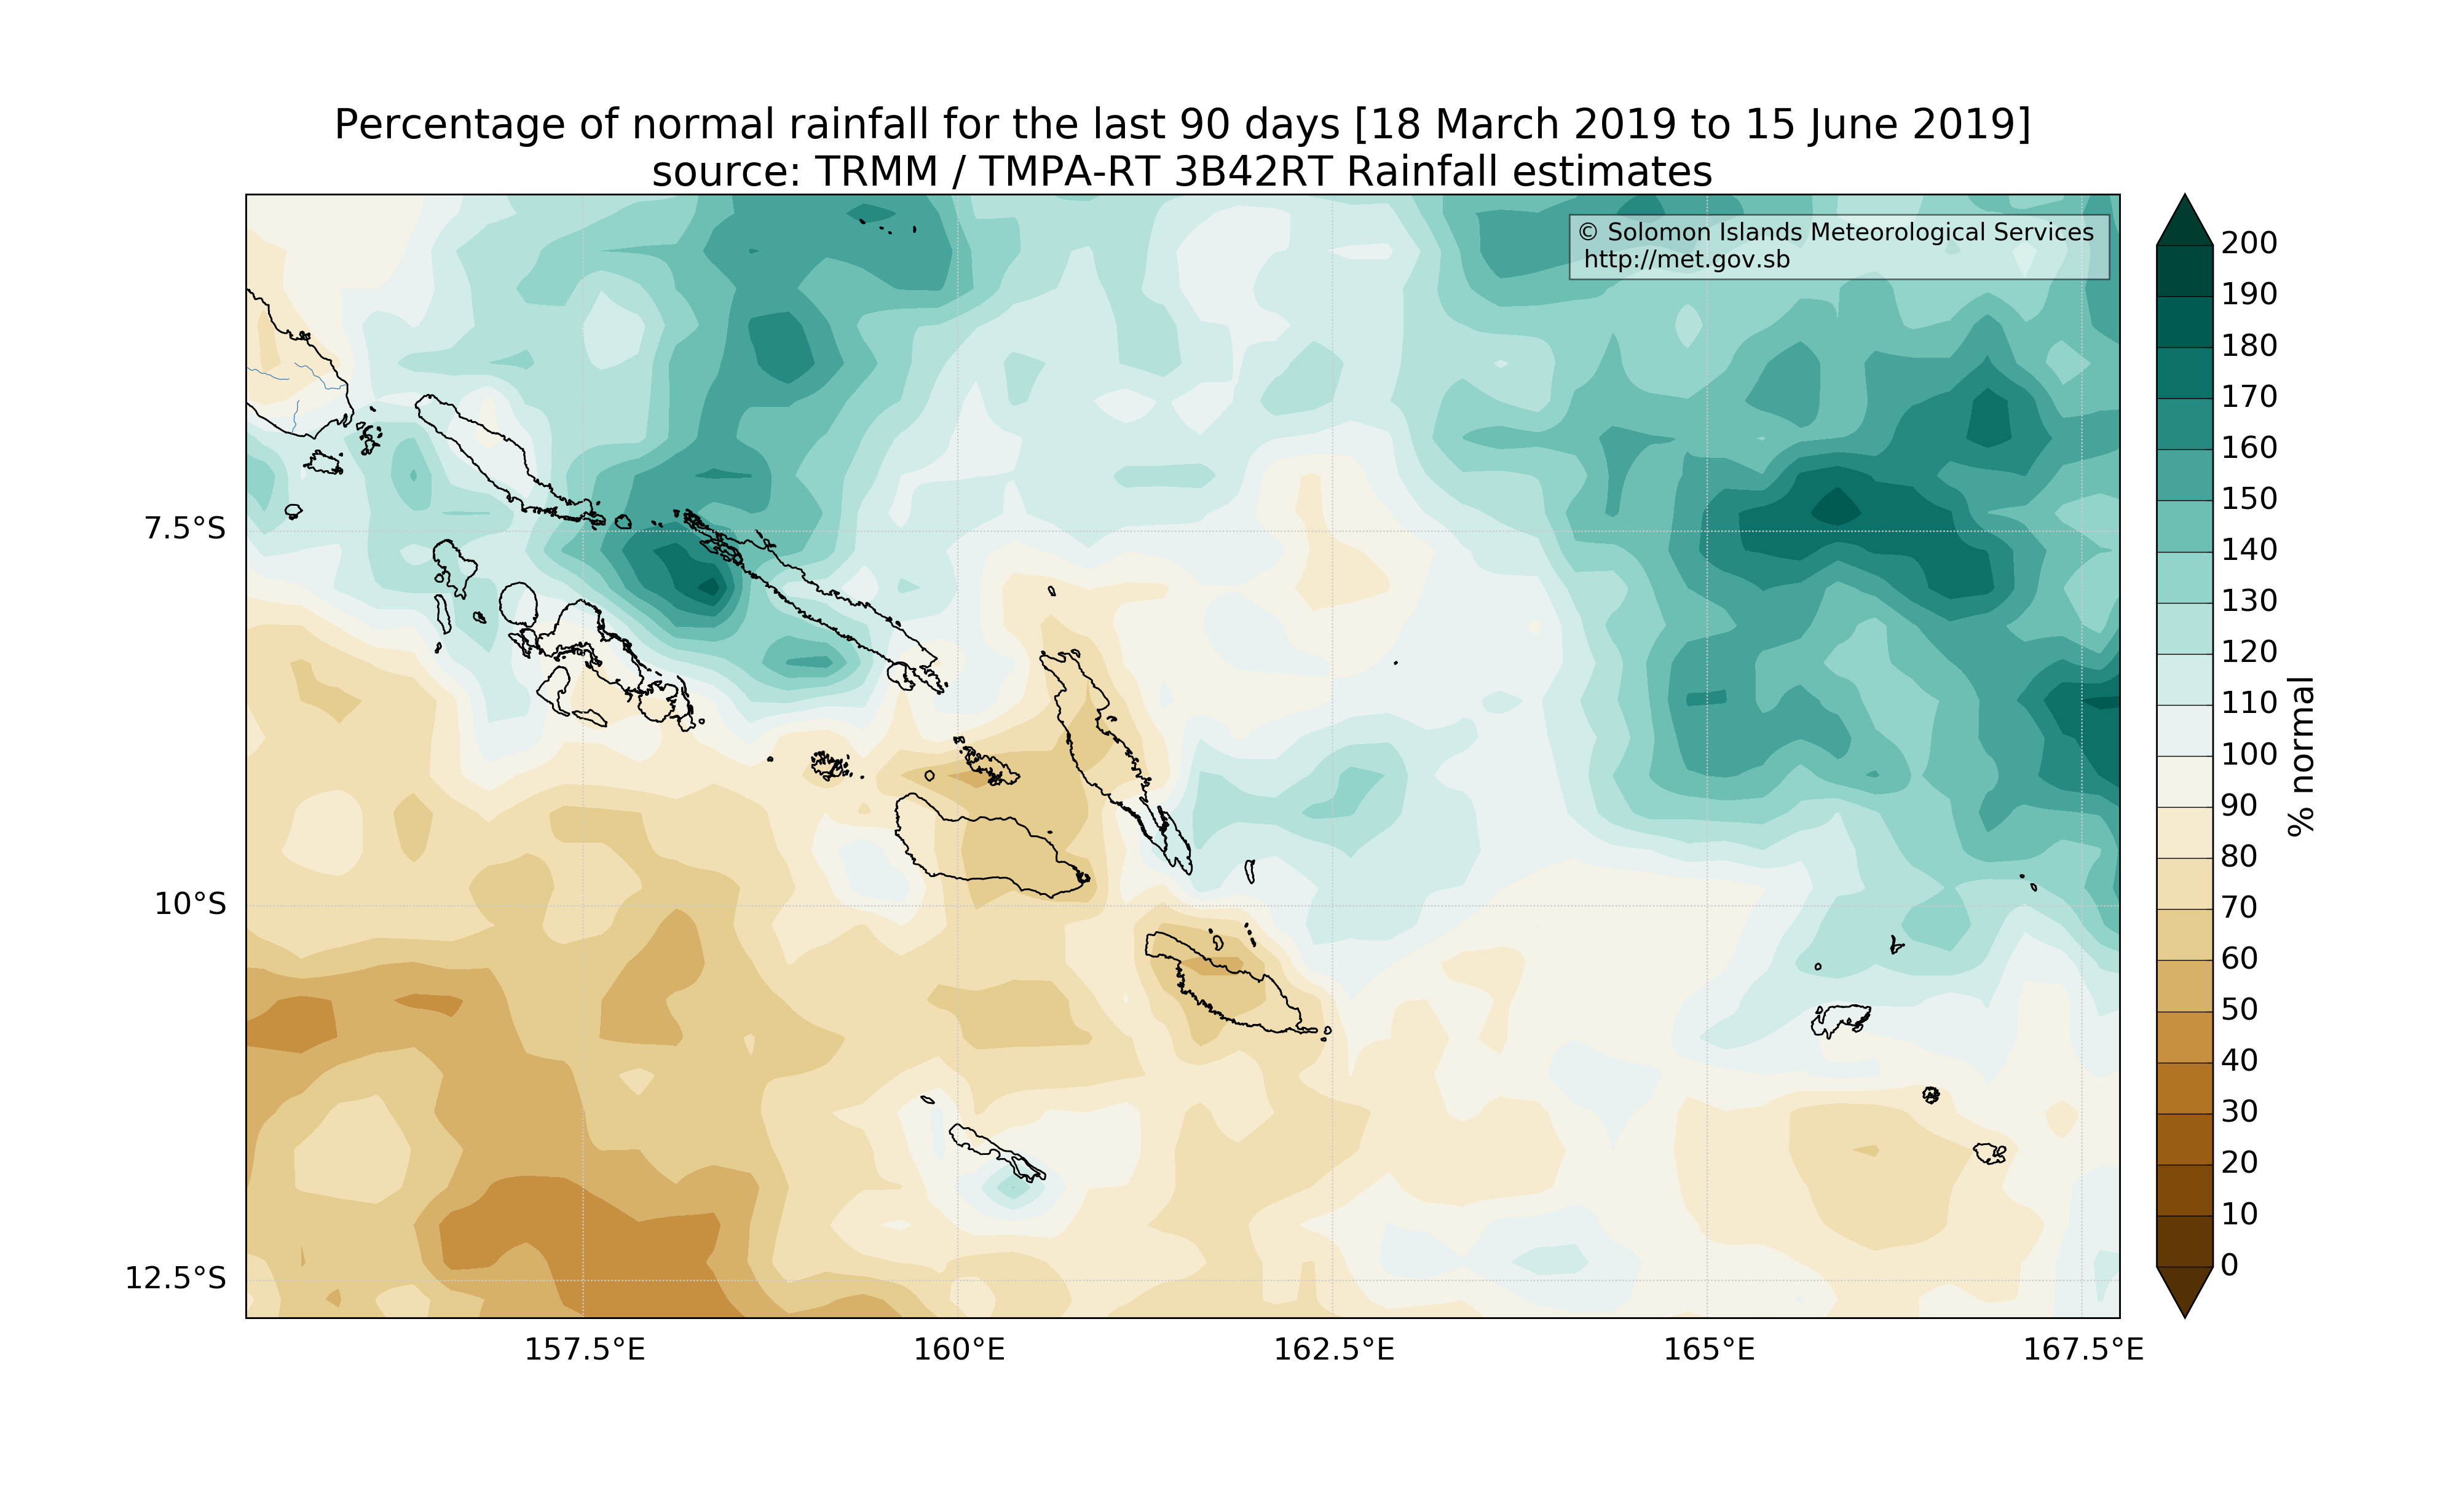 Percentage of normal rainfall for the last 90 days [18 March 2019 to 15 June 2019]
source: TRMM / TMPA-RT 3B42RT Rainfall estimates
© Solomon Islands Meteorological Services
http://met.gov.sb
7.5°S
10°S
12.5°S
157.5°E
160°E
162.5°E
165°E
167.5°E
200
190
180
170
160
150
140
130
120
110
100
90
80
70
60
50
40
30
20
10
0
% normal